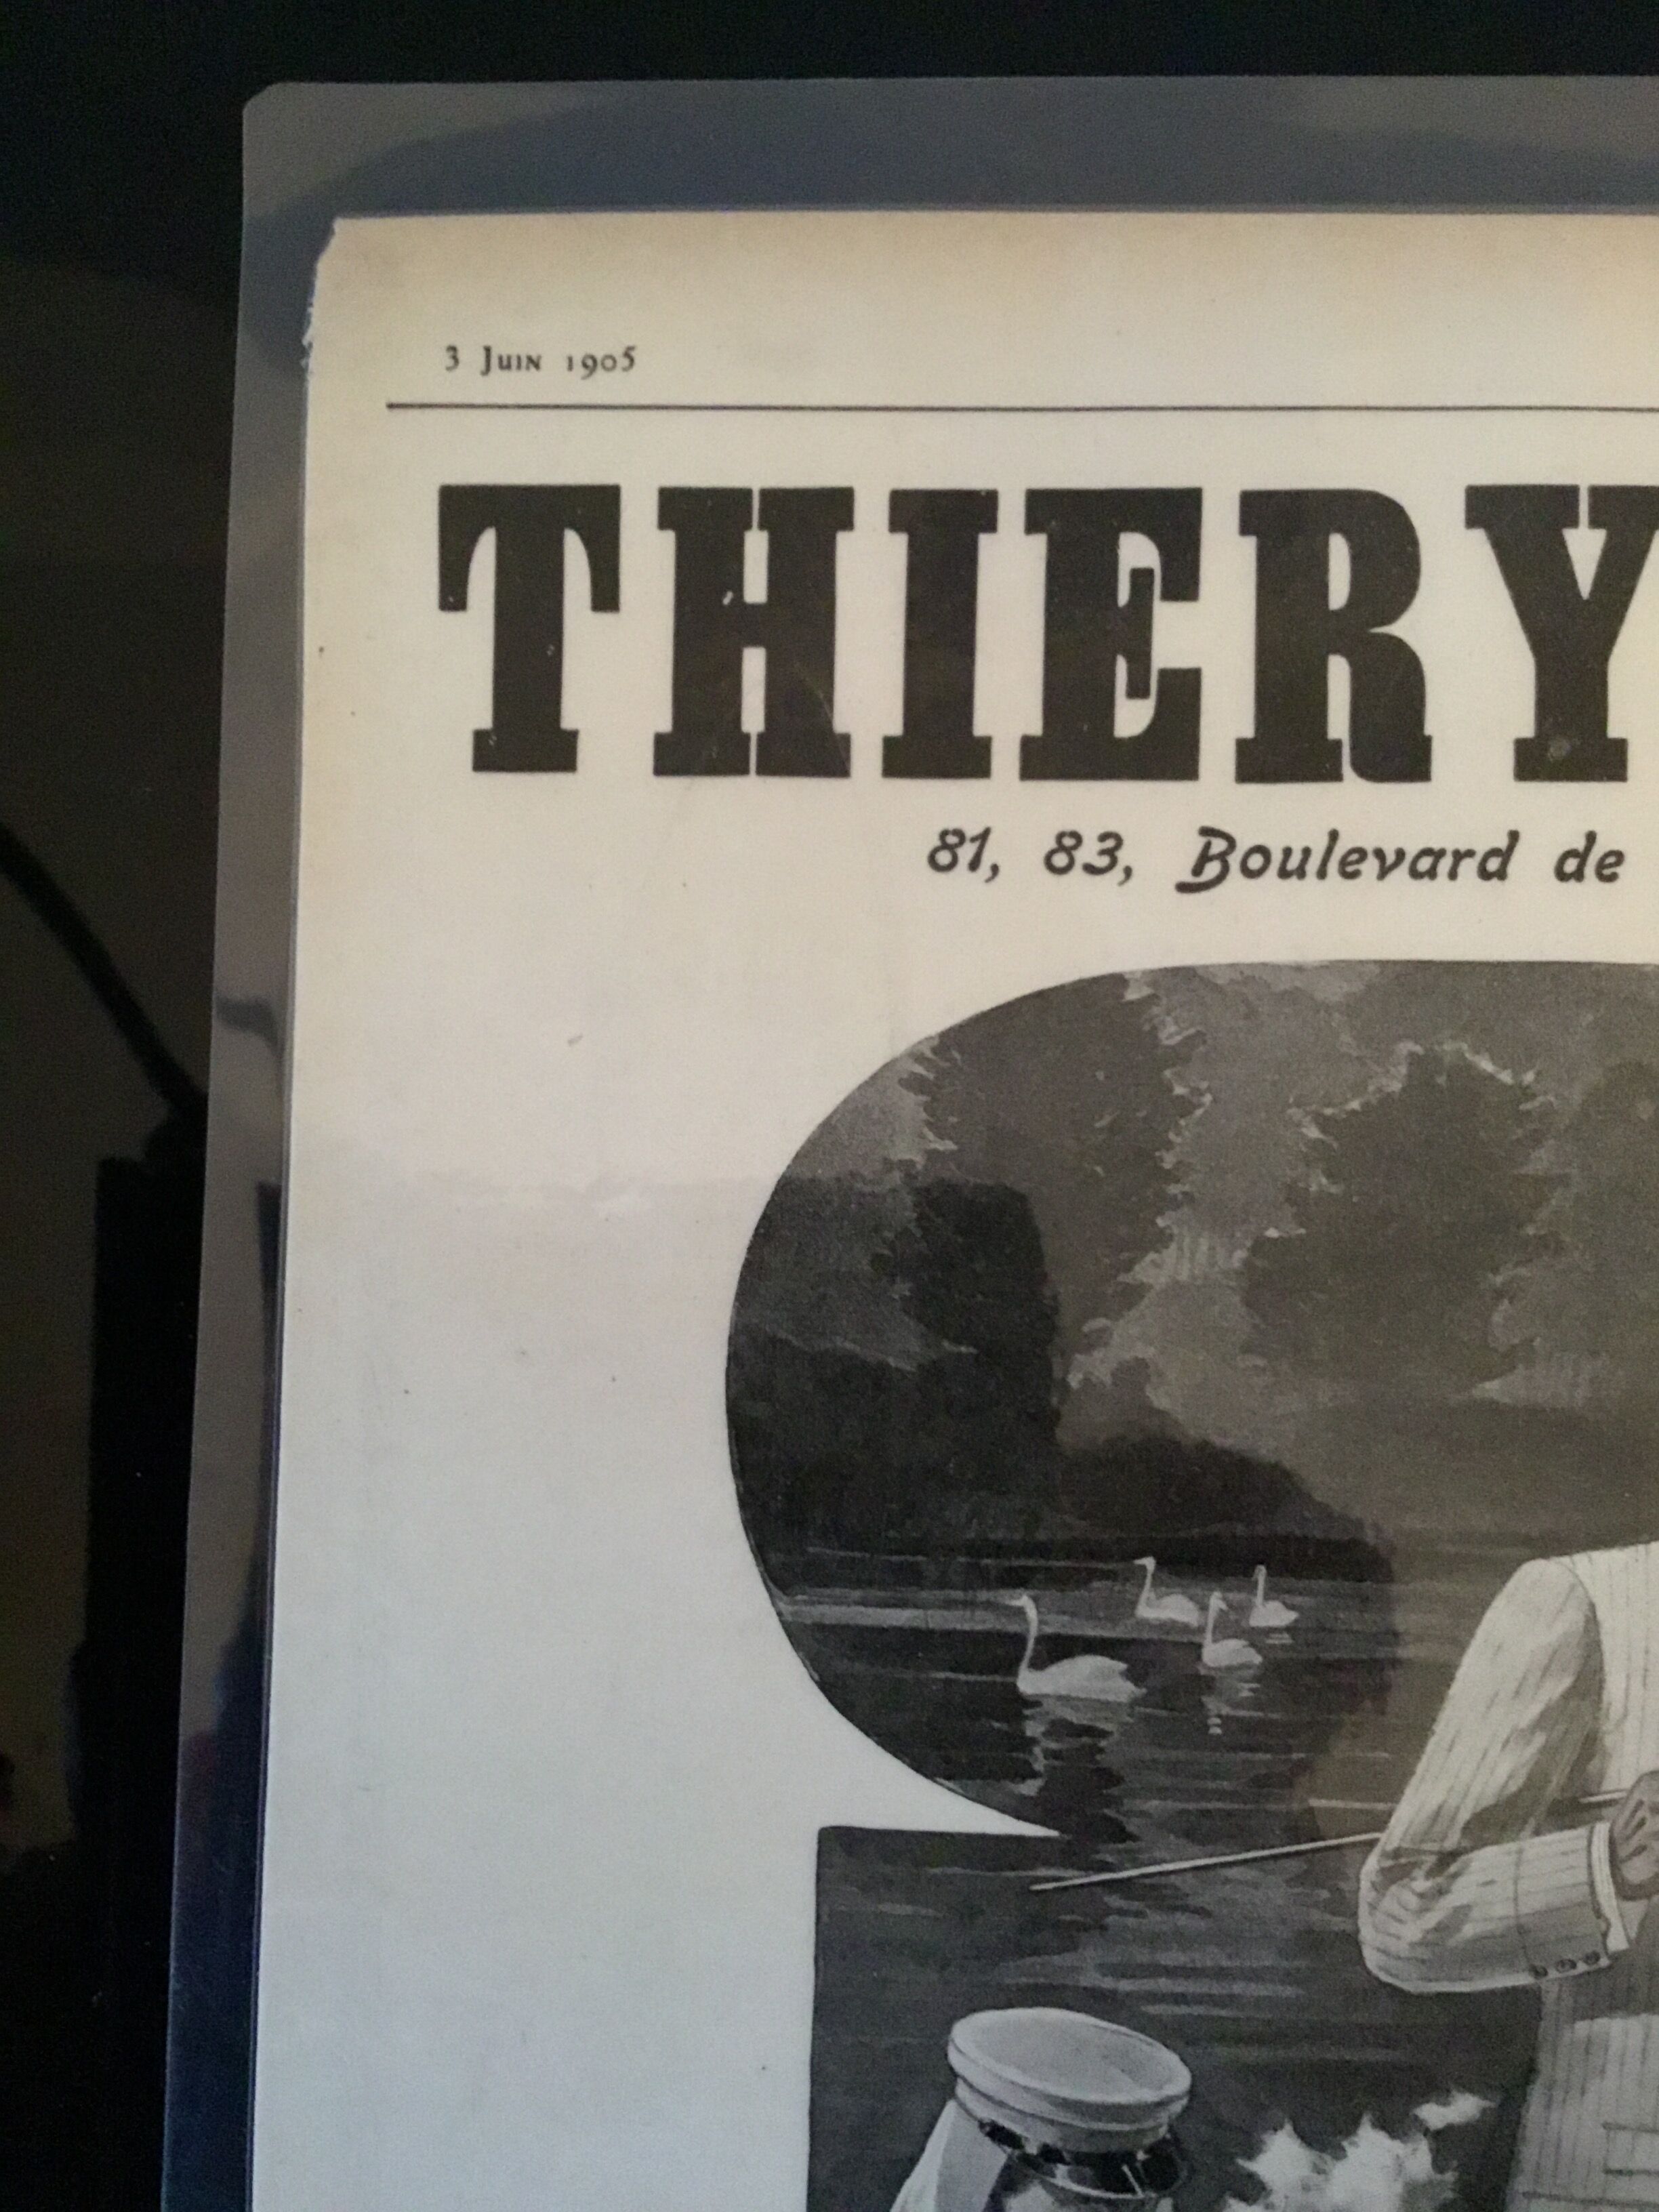 3 Juin 1905
THIERY
81, 83, Boulevard de